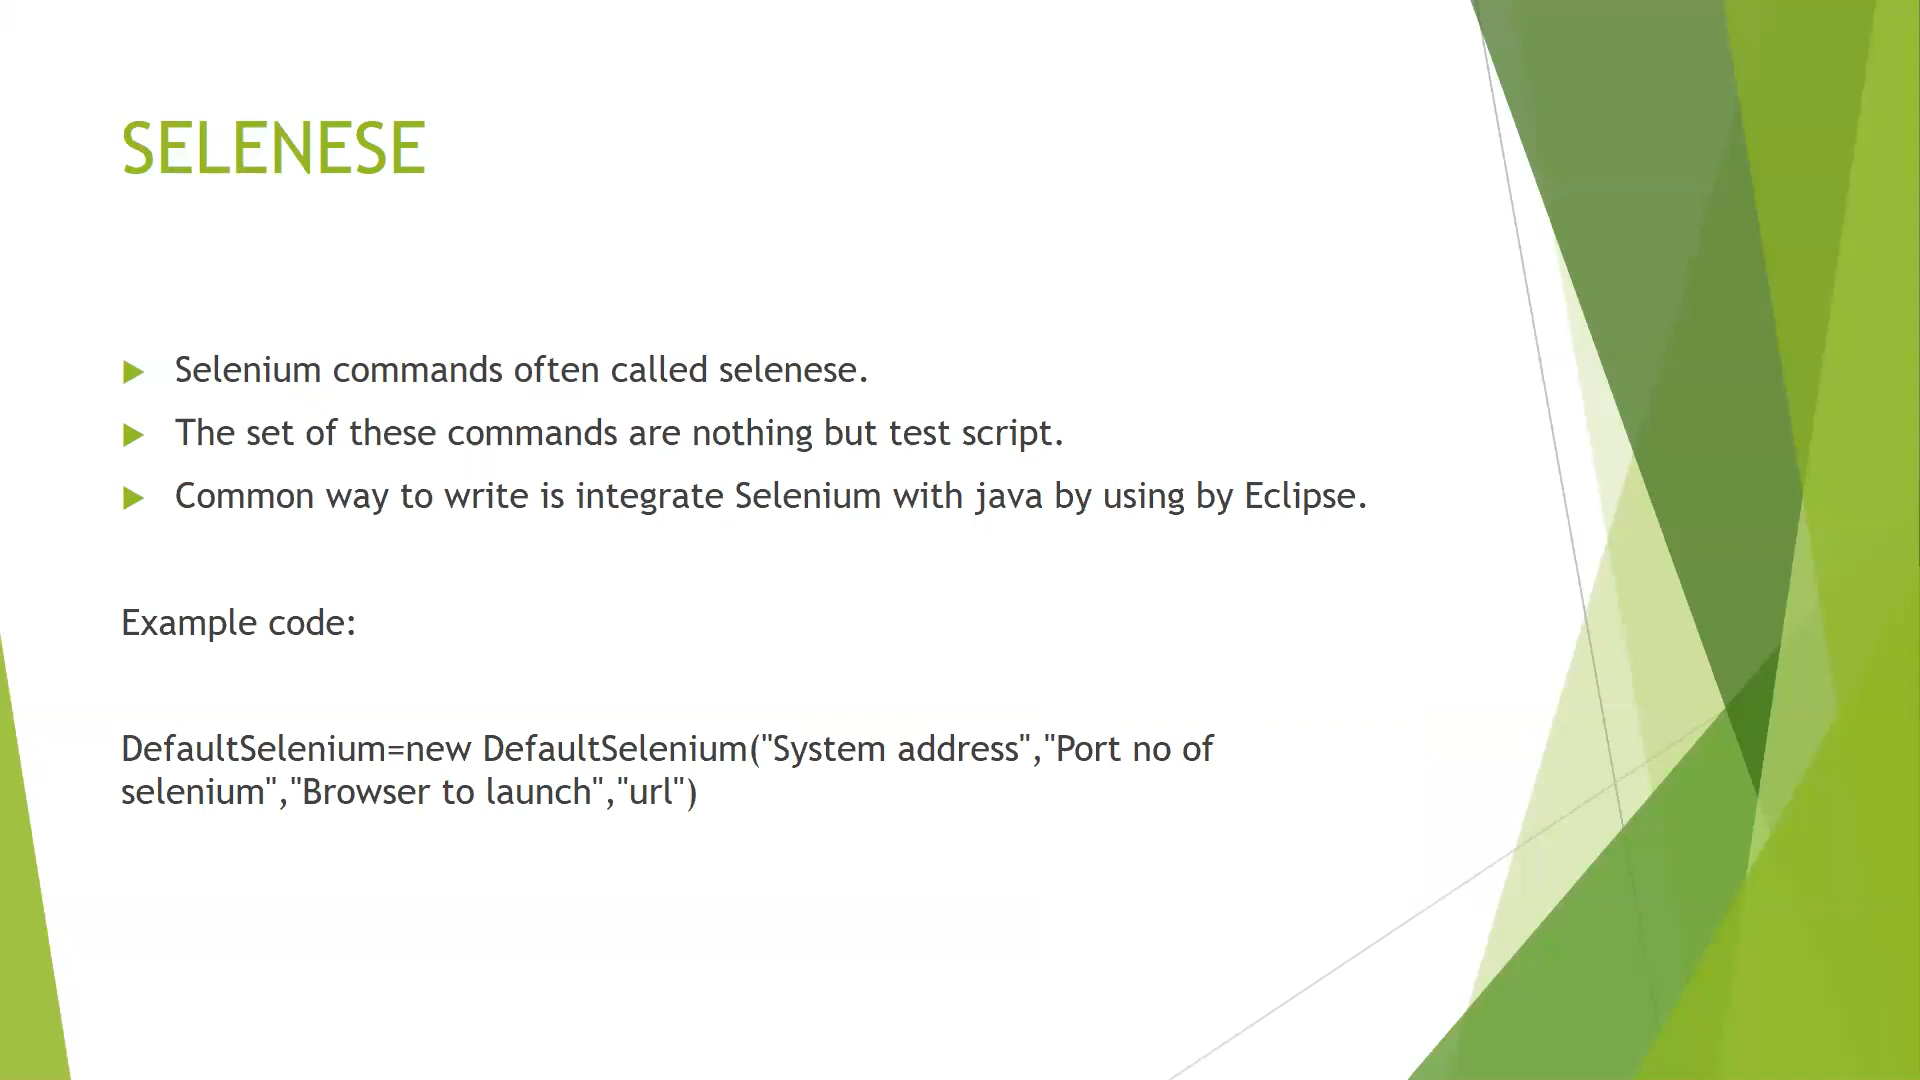 SELENESE
Selenium commands often called selenese.
The set of these commands are nothing but test script.
Common way to write is integrate Selenium with java by using by Eclipse.
Example code:
DefaultSelenium=new DefaultSelenium("System address","Port no of
selenium","Browser to launch","url")